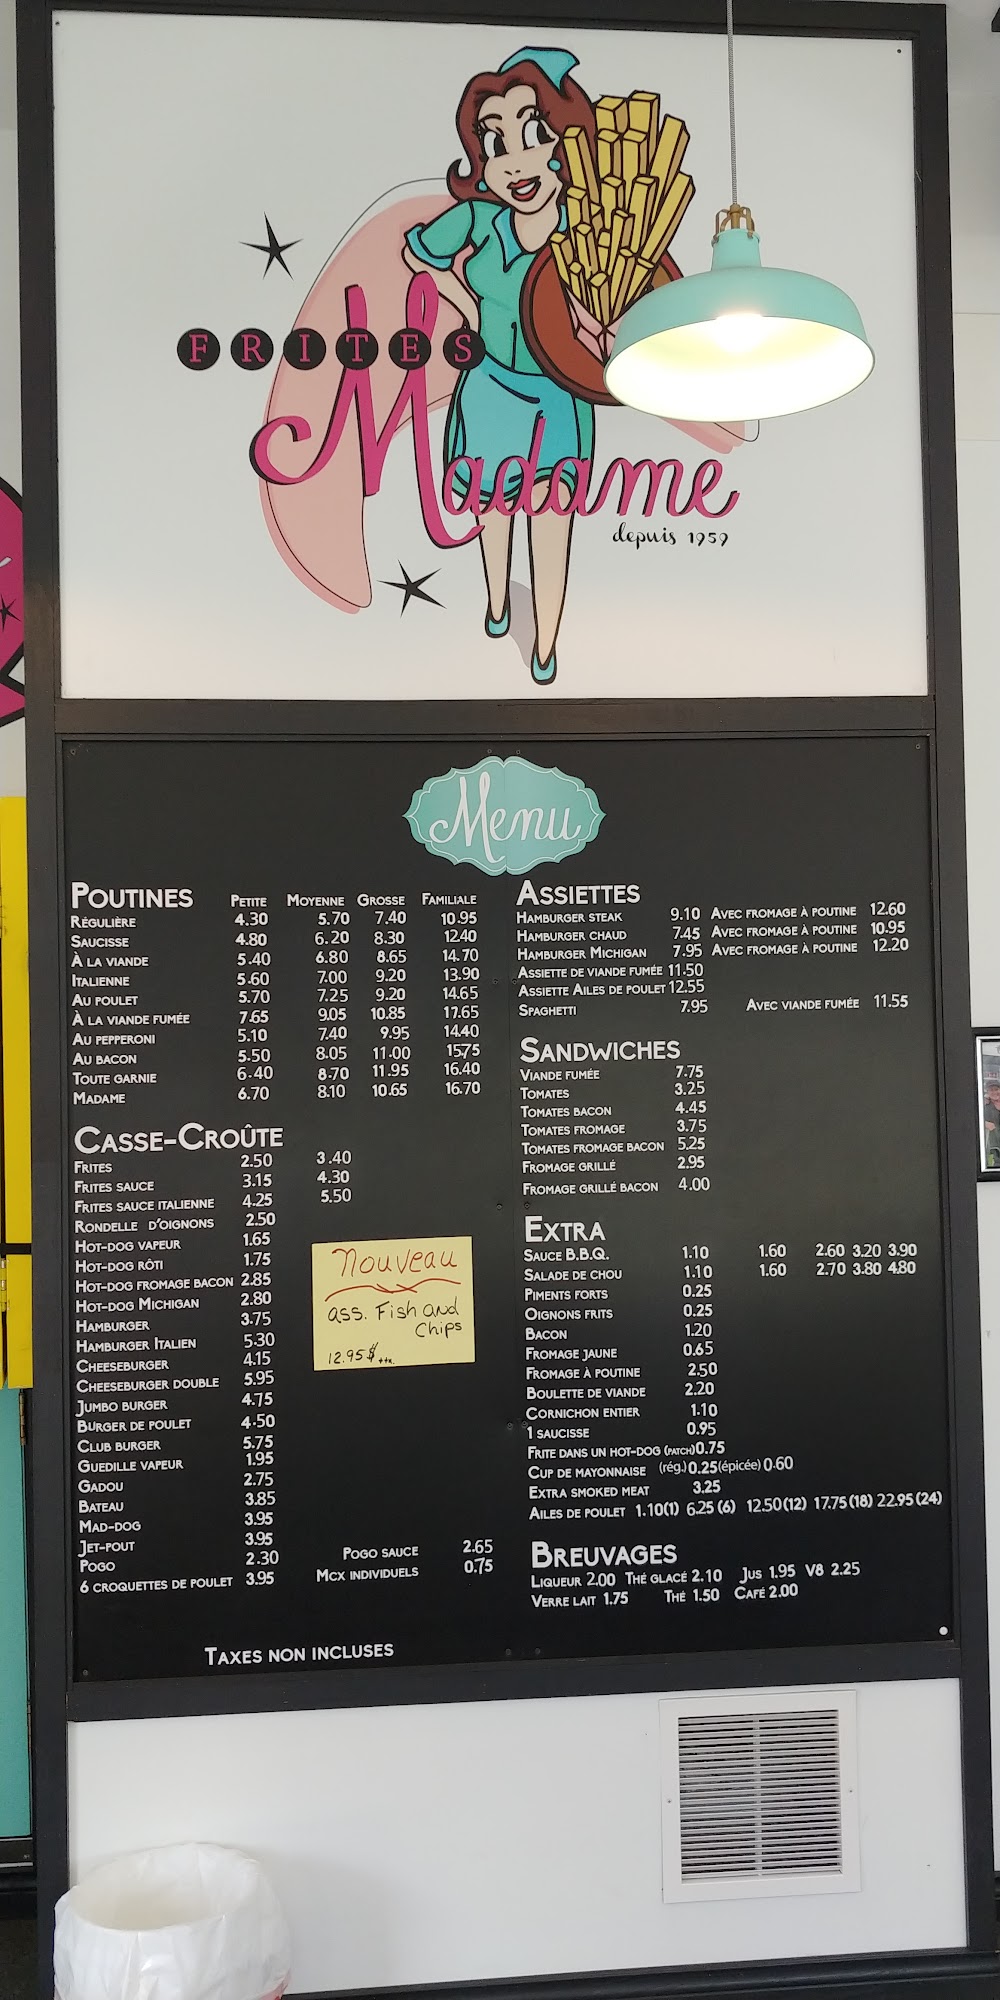 FRITES
Madame
depuis 1959
Menu
POUTINES PETITE MOYENNE GROSSE FAMILIALE
RÉGULIÈRE 4.30 5.70 7.40 10.95
SAUCISSE 4.80 6.20 8.30 12.40
À LA VIANDE 5.40 6.80 8.65 14.70
ITALIENNE 5.60 7.00 9.20 13.90
AU POULET 5.70 7.25 9.20 14.65
À LA VIANDE FUMÉE 7.65 9.05 10.85 17.65
AU PEPPERONI 5.10 7.40 9.95 14.40
AU BACON 5.50 8.05 11.00 15.75
TOUTE GARNIE 6.40 8.70 11.95 16.40
MADAME 6.70 8.10 10.65 16.70
CASSE-CROÛTE
FRITES 2.50 3.40
FRITES SAUCE 3.15 4.30
FRITES SAUCE ITALIENNE 4.25 5.50
RONDELLE D'OIGNONS 2.50
HOT-DOG VAPEUR 1.65
HOT-DOG RÔTI 1.75
HOT-DOG FROMAGE BACON 2.85
HOT-DOG MICHIGAN 2.80
HAMBURGER 3.75
HAMBURGER ITALIEN 5.30
CHEESEBURGER 4.15
CHEESEBURGER DOUBLE 5.95
JUMBO BURGER 4.75
BURGER DE POULET 4.50
CLUB BURGER 5.75
GUEDILLE VAPEUR 1.95
GADOU 2.75
BATEAU 3.85
MAD-DOG 3.95
JET-POUT 3.95
POGO 2.30 POGO SAUCE 2.65
6 CROQUETTES DE POULET 3.95 MCX INDIVIDUELS 0.75
Nouveau
ass. Fish and
Chips
12.95$ +tx.
TAXES NON INCLUSES
ASSIETTES
HAMBURGER STEAK 9.10 AVEC FROMAGE À POUTINE 12.60
HAMBURGER CHAUD 7.45 AVEC FROMAGE À POUTINE 10.95
HAMBURGER MICHIGAN 7.95 AVEC FROMAGE À POUTINE 12.20
ASSIETTE DE VIANDE FUMÉE 11.50
ASSIETTE AILES DE POULET 12.55
SPAGHETTI 7.95 AVEC VIANDE FUMÉE 11.55
SANDWICHES
VIANDE FUMÉE 7.75
TOMATES 3.25
TOMATES BACON 4.45
TOMATES FROMAGE 3.75
TOMATES FROMAGE BACON 5.25
FROMAGE GRILLÉ 2.95
FROMAGE GRILLÉ BACON 4.00
EXTRA
SAUCE B.B.Q. 1.10 1.60 2.60 3.20 3.90
SALADE DE CHOU 1.10 1.60 2.70 3.80 4.80
PIMENTS FORTS 0.25
OIGNONS FRITS 0.25
BACON 1.20
FROMAGE JAUNE 0.65
FROMAGE À POUTINE 2.50
BOULETTE DE VIANDE 2.20
CORNICHON ENTIER 1.10
1 SAUCISSE 0.95
FRITE DANS UN HOT-DOG (PATCH) 0.75
CUP DE MAYONNAISE (rég.) 0.25 (épicée) 0.60
EXTRA SMOKED MEAT 3.25
AILES DE POULET 1.10(1) 6.25 (6) 12.50(12) 17.75(18) 22.95(24)
BREUVAGES
LIQUEUR 2.00 THÉ GLACÉ 2.10 JUS 1.95 V8 2.25
VERRE LAIT 1.75 THÉ 1.50 CAFÉ 2.00